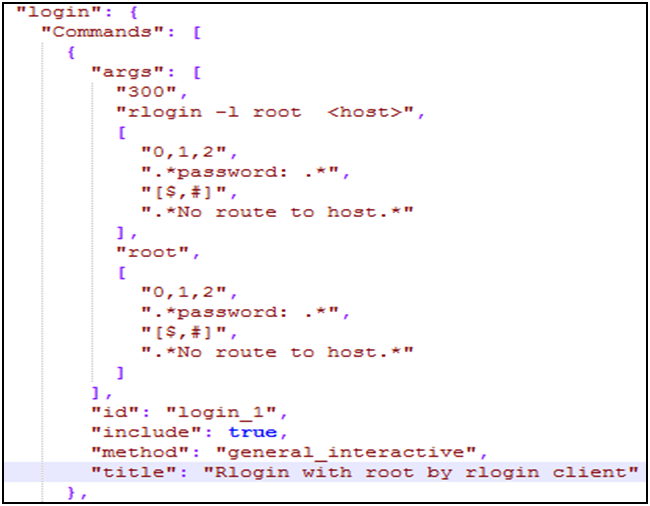 "login": {
"Commands": [
{
"args": [
"300",
"rlogin -l root  <host>",
[
"0,1,2",
".*password: .*",
"[$,#]",
".*No route to host.*"
],
"root",
[
"0,1,2",
".*password: .*",
"[$,#]",
".*No route to host.*"
]
],
"id": "login_1",
"include": true,
"method": "general_interactive",
"title": "Rlogin with root by rlogin client"
},